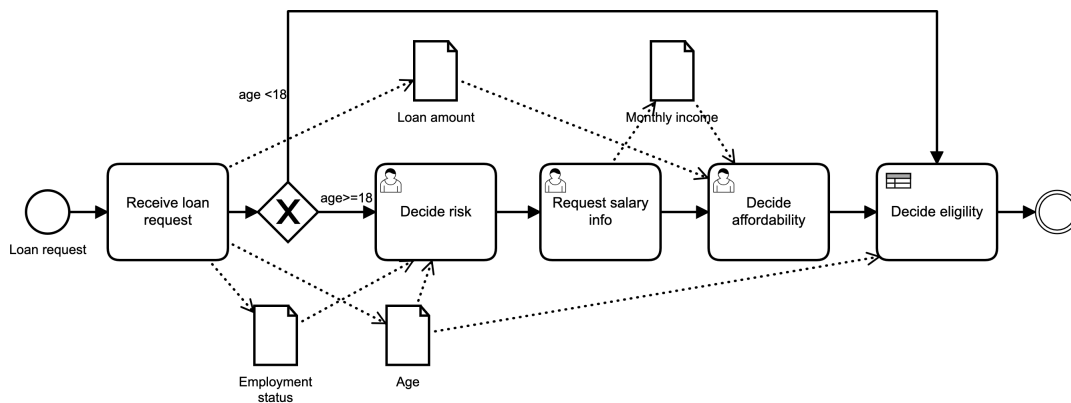 age <18
Loan amount
Monthly income
Receive loan
request
X
age>=18
Decide risk
Request salary
info
Decide
affordability
Decide eligility
Loan request
Employment
status
Age